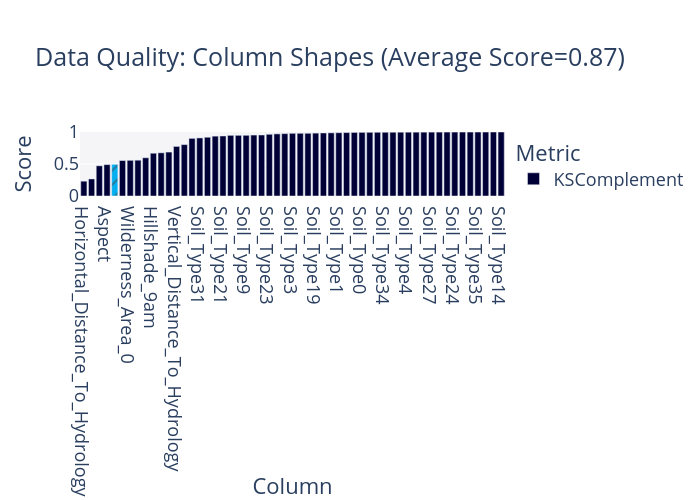 Data Quality: Column Shapes (Average Score=0.87)
Score
1
0.5
0
Horizontal_Distance_To_Hydrology
Aspect
Wilderness_Area_0
Hillshade_9am
Vertical_Distance_To_Hydrology
Soil_Type31
Soil_Type21
Soil_Type9
Soil_Type23
Soil_Type3
Soil_Type19
Soil_Type1
Soil_Type0
Soil_Type34
Soil_Type4
Soil_Type27
Soil_Type24
Soil_Type35
Soil_Type14
Column
Metric
KSComplement